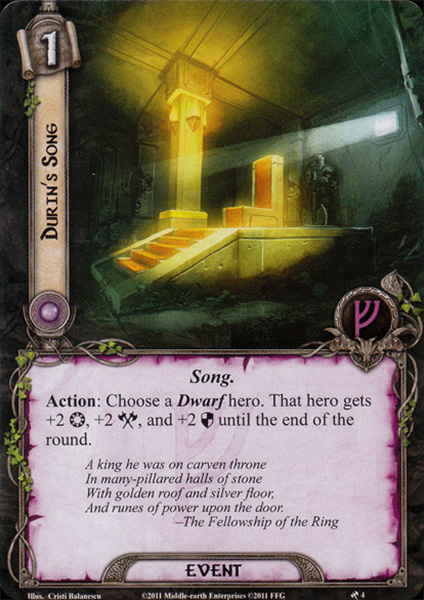 1
DURIN'S SONG
Song.
Action: Choose a Dwarf hero. That hero gets
+2 , +2 , and +2 until the end of the
round.
A king he was on carven throne
In many-pillared halls of stone
With golden roof and silver floor,
And runes of power upon the door.
–The Fellowship of the Ring
EVENT
Illus. Cristi Balanescu ©2011 Middle-earth Enterprises ©2011 FFG 4